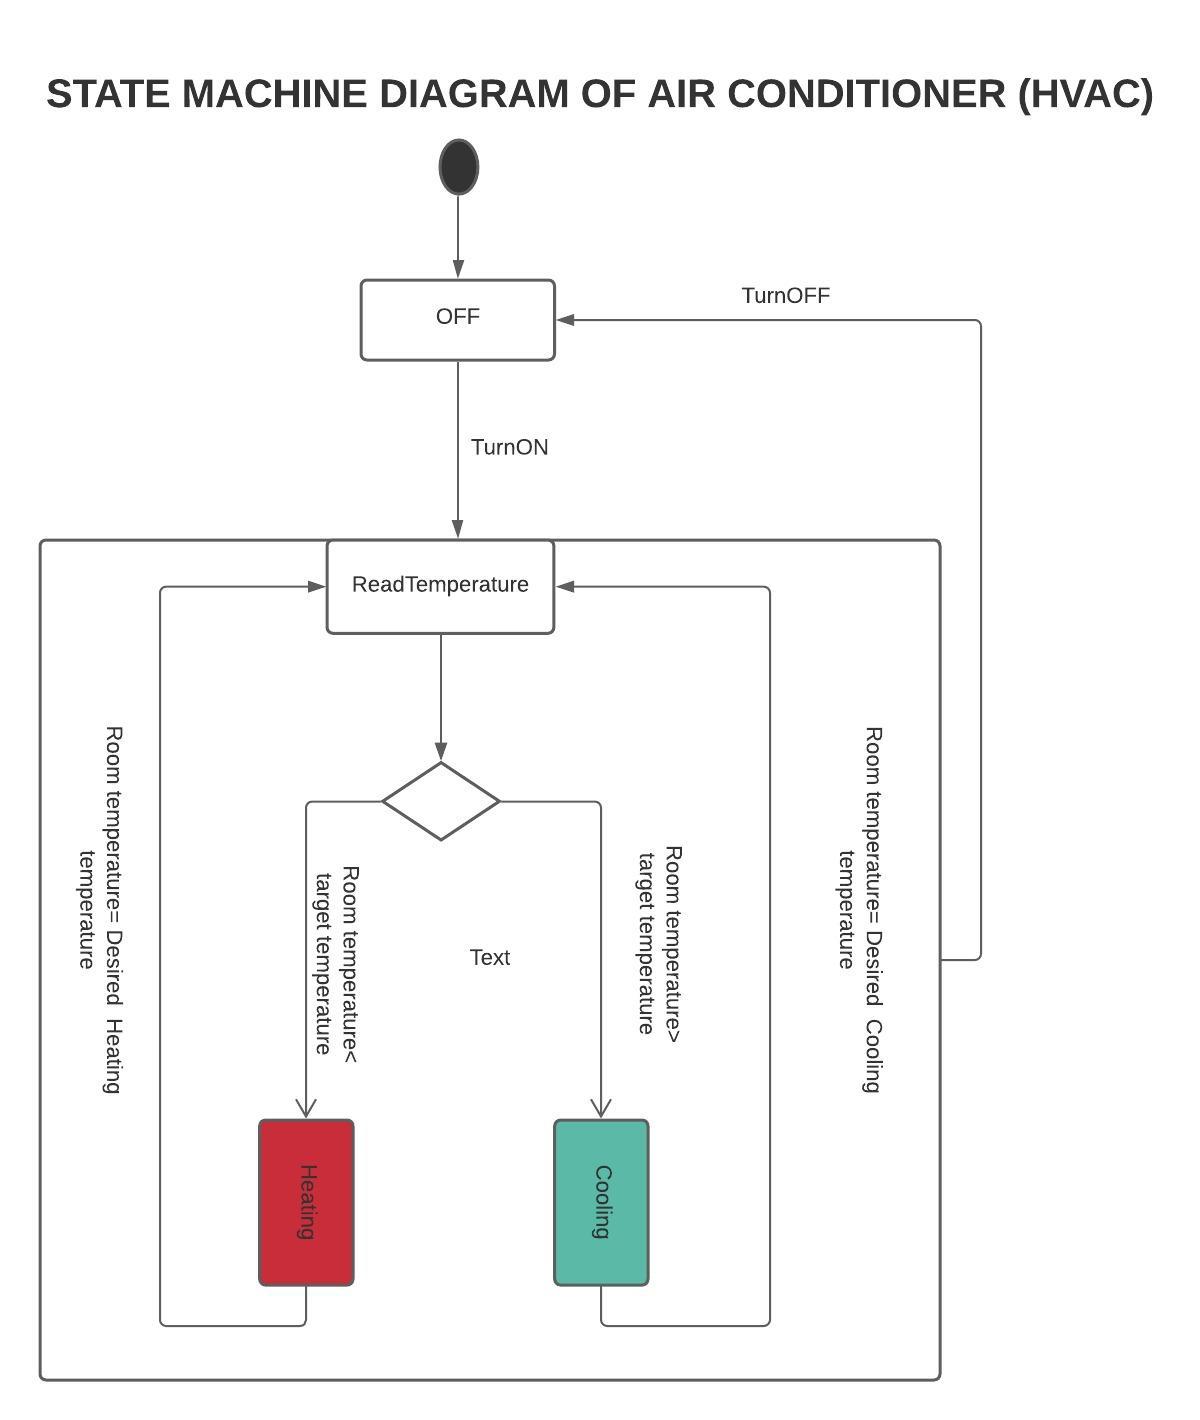 STATE MACHINE DIAGRAM OF AIR CONDITIONER (HVAC)
OFF
TurnOFF
TurnON
ReadTemperature
Room temperature= Desired  Heating
temperature
Room temperature<
target temperature
Text
Room temperature>
target temperature
Room temperature= Desired  Cooling
temperature
Heating
Cooling